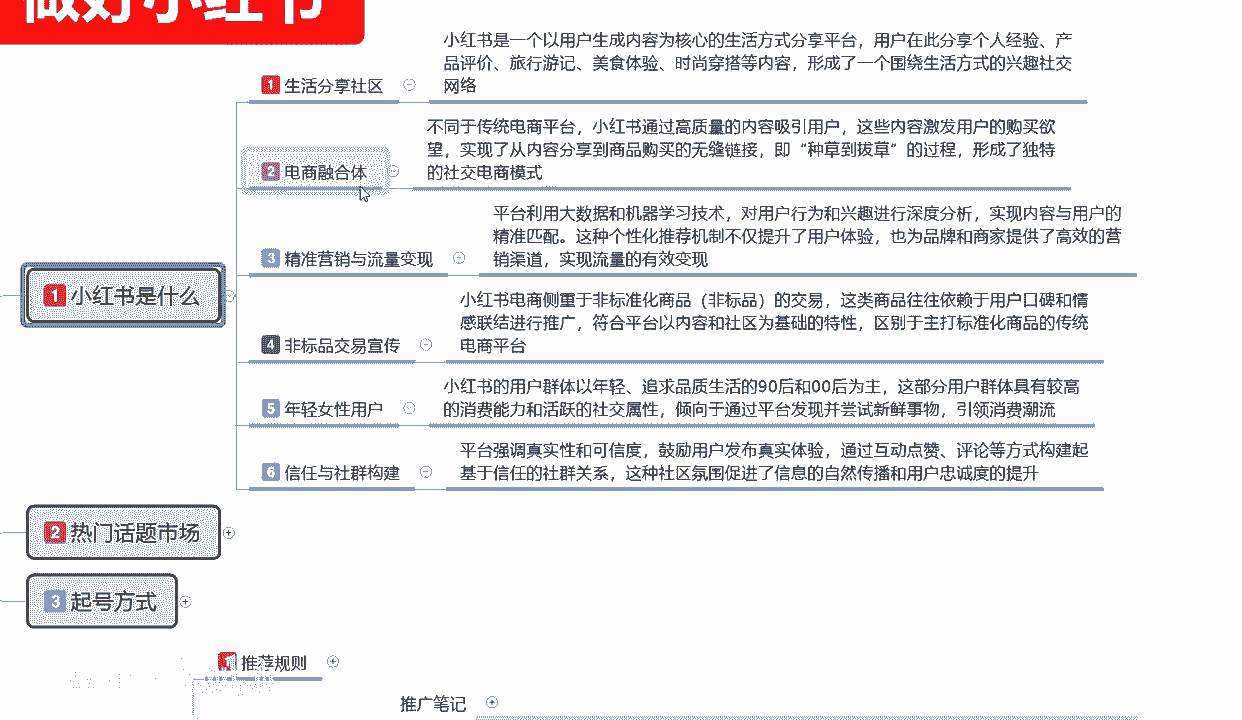 做好小红书
小红书是一个以用户生成内容为核心的生活方式分享平台，用户在此分享个人经验、产
品评价、旅行游记、美食体验、时尚穿搭等内容，形成了一个围绕生活方式的兴趣社交
网络
1 生活分享社区
不同于传统电商平台，小红书通过高质量的内容吸引用户，这些内容激发用户的购买欲
望，实现了从内容分享到商品购买的无缝链接，即“种草到拔草”的过程，形成了独特
的社交电商模式
2 电商融合体
平台利用大数据和机器学习技术，对用户行为和兴趣进行深度分析，实现内容与用户的
精准匹配。这种个性化推荐机制不仅提升了用户体验，也为品牌和商家提供了高效的营
销渠道，实现流量的有效变现
3 精准营销与流量变现
1 小红书是什么
小红书电商侧重于非标准化商品（非标品）的交易，这类商品往往依赖于用户口碑和情
感联结进行推广，符合平台以内容和社区为基础的特性，区别于主打标准化商品的传统
电商平台
4 非标品交易宣传
小红书的用户群体以年轻、追求品质生活的90后和00后为主，这部分用户群体具有较高
的消费能力和活跃的社交属性，倾向于通过平台发现并尝试新鲜事物，引领消费潮流
5 年轻女性用户
平台强调真实性和可信度，鼓励用户发布真实体验，通过互动点赞、评论等方式构建起
基于信任的社群关系，这种社区氛围促进了信息的自然传播和用户忠诚度的提升
6 信任与社群构建
2 热门话题市场
3 起号方式
1 推荐规则
推广笔记